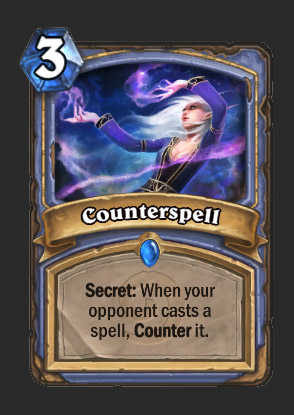 3
Counterspell
Secret: When your
opponent casts a
spell, Counter it.